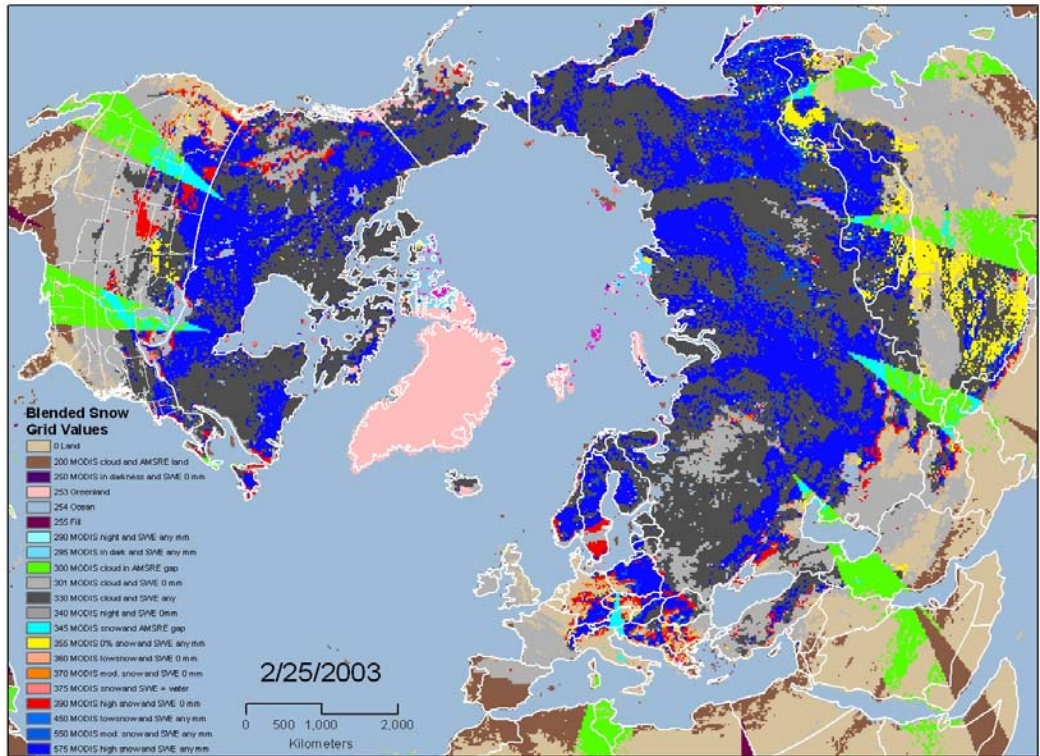 Blended Snow
Grid Values
0 Land
200 MODIS cloud and AMSRE land
250 MODIS in darkness and SWE 0 mm
253 Greenland
254 Ocean
255 Fill
290 MODIS night and SWE any mm
295 MODIS in dark and SWE any mm
300 MODIS cloud in AMSRE gap
301 MODIS cloud and SWE 0 mm
330 MODIS cloud and SWE any
340 MODIS night and SWE 0mm
345 MODIS snow and AMSRE gap
355 MODIS 0% snow and SWE any mm
360 MODIS low snow and SWE 0 mm
370 MODIS mod. snow and SWE 0 mm
375 MODIS snow and SWE = water
390 MODIS high snow and SWE 0 mm
450 MODIS low snow and SWE any mm
550 MODIS mod. snow and SWE any mm
575 MODIS high snow and SWE any mm
2/25/2003
0 500 1,000 2,000
Kilometers